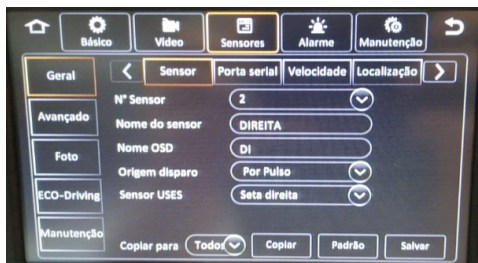 Básico Video Sensores Alarme Manutenção
Geral Sensor Porta serial Velocidade Localização
N° Sensor 2
Avançado
Nome do sensor DIREITA
Nome OSD DI
Foto
Origem disparo Por Pulso
ECO-Driving Sensor USES Seta direita
Manutenção
Copiar para Todos Copiar Padrão Salvar